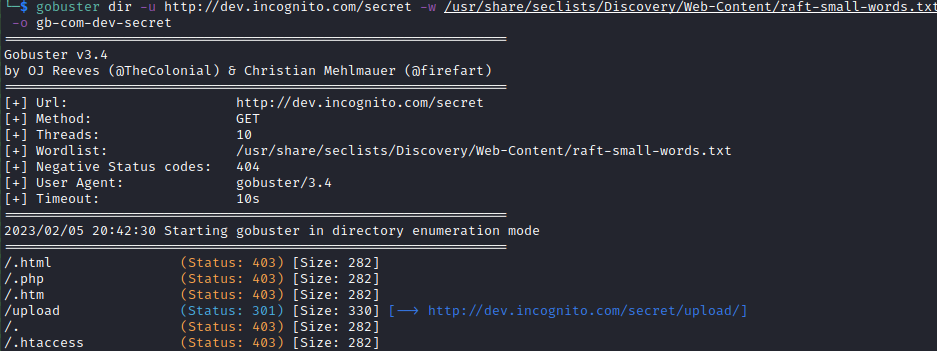 └─$ gobuster dir -u http://dev.incognito.com/secret -w /usr/share/seclists/Discovery/Web-Content/raft-small-words.txt
-o gb-com-dev-secret
===============================================================
Gobuster v3.4
by OJ Reeves (@TheColonial) & Christian Mehlmauer (@firefart)
===============================================================
[+] Url:                     http://dev.incognito.com/secret
[+] Method:                  GET
[+] Threads:                 10
[+] Wordlist:                /usr/share/seclists/Discovery/Web-Content/raft-small-words.txt
[+] Negative Status codes:   404
[+] User Agent:              gobuster/3.4
[+] Timeout:                 10s
===============================================================
2023/02/05 20:42:30 Starting gobuster in directory enumeration mode
===============================================================
/.html                (Status: 403) [Size: 282]
/.php                 (Status: 403) [Size: 282]
/.htm                 (Status: 403) [Size: 282]
/upload               (Status: 301) [Size: 330] [--> http://dev.incognito.com/secret/upload/]
/.                    (Status: 403) [Size: 282]
/.htaccess            (Status: 403) [Size: 282]